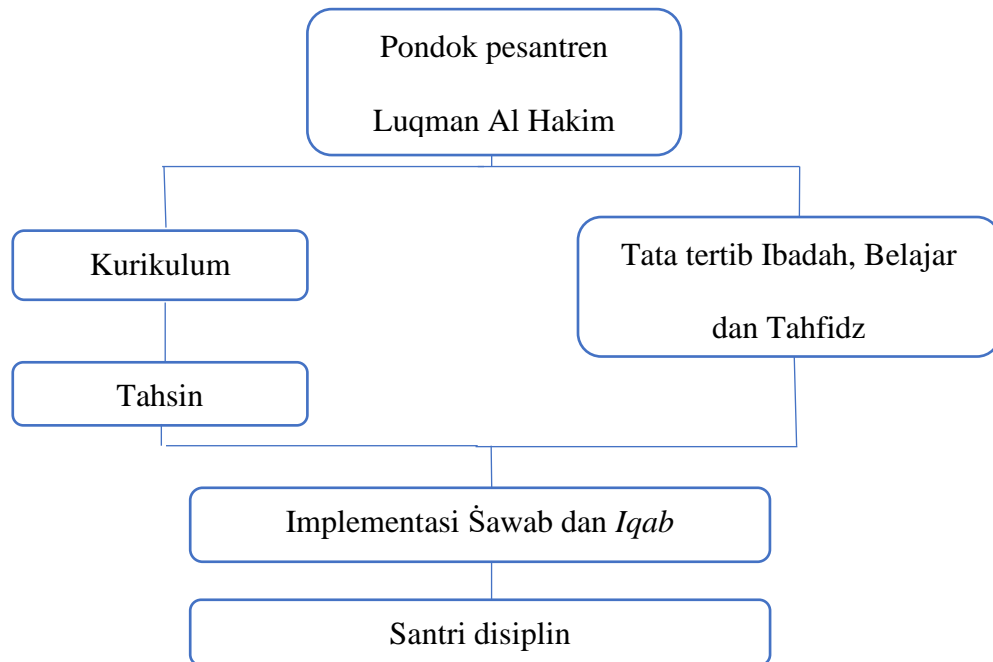 Pondok pesantren
Luqman Al Hakim
Kurikulum
Tata tertib Ibadah, Belajar
dan Tahfidz
Tahsin
Implementasi Ṡawab dan Iqab
Santri disiplin